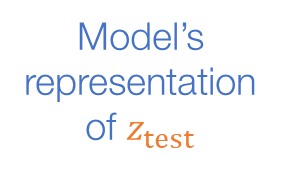 Model's
representation
of z_test